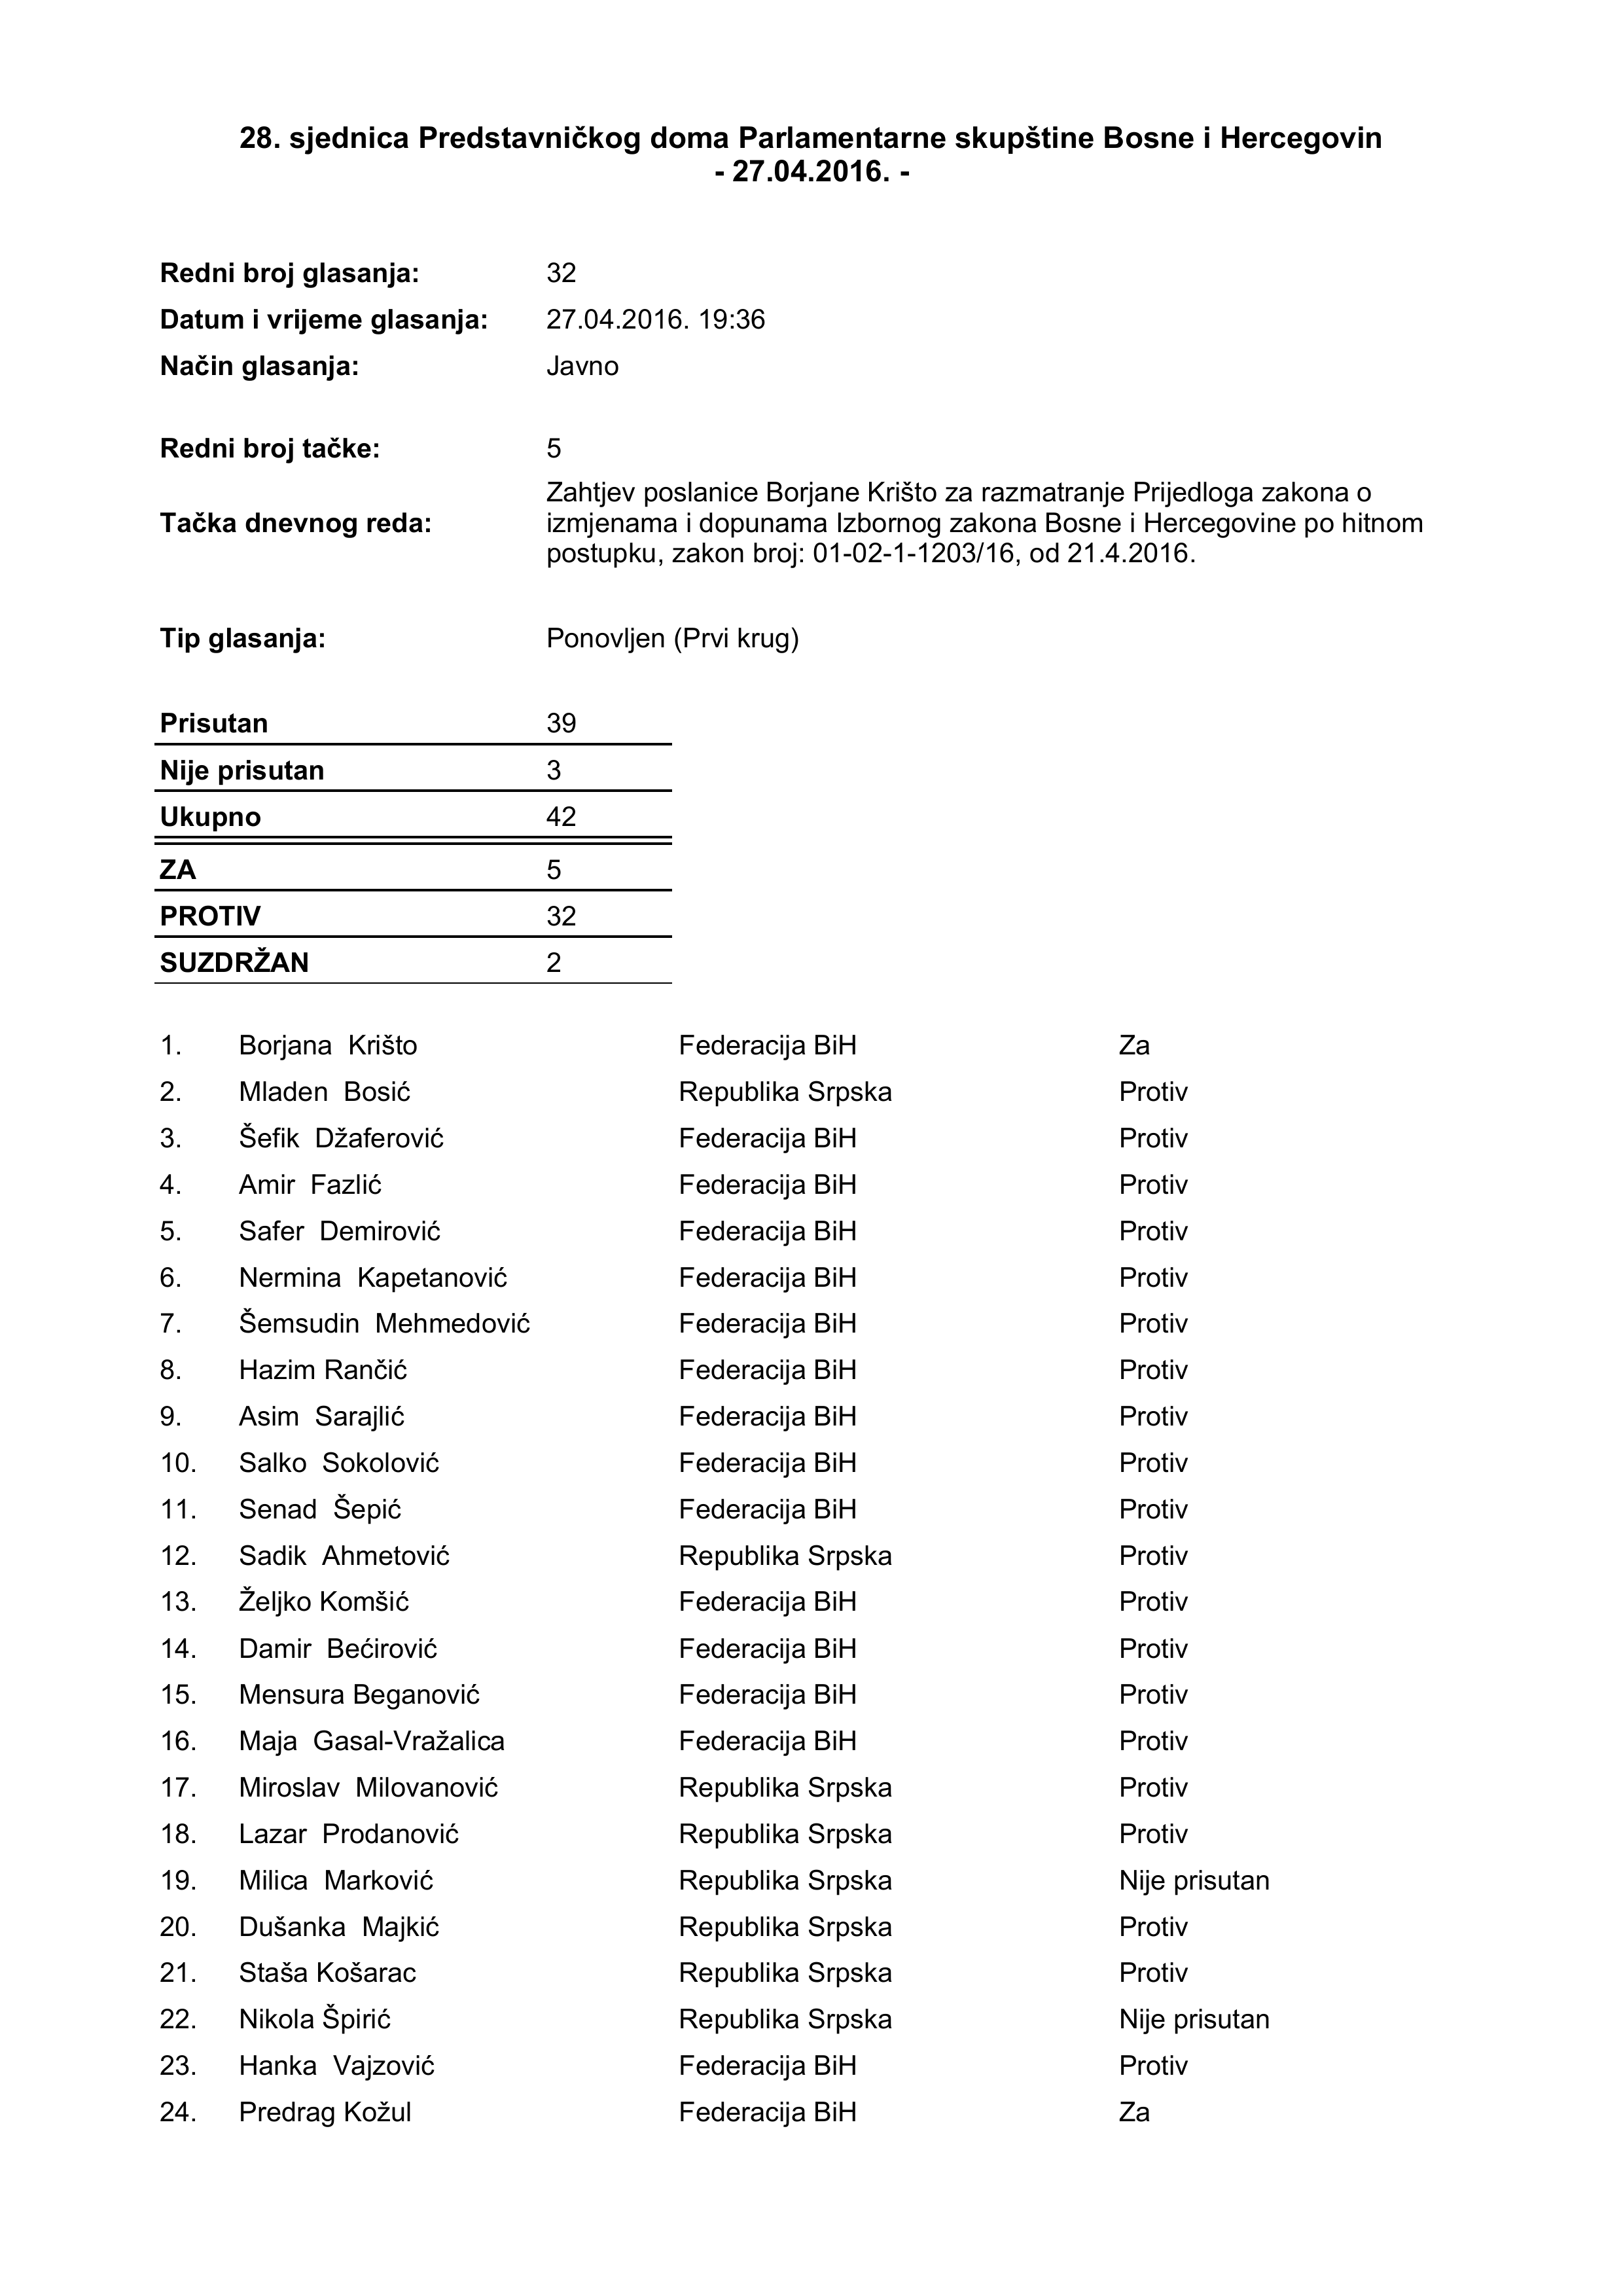 28. sjednica Predstavničkog doma Parlamentarne skupštine Bosne i Hercegovin
- 27.04.2016. -
Redni broj glasanja: 32
Datum i vrijeme glasanja: 27.04.2016. 19:36
Način glasanja: Javno
Redni broj tačke: 5
Tačka dnevnog reda: Zahtjev poslanice Borjane Krišto za razmatranje Prijedloga zakona o
izmjenama i dopunama Izbornog zakona Bosne i Hercegovine po hitnom
postupku, zakon broj: 01-02-1-1203/16, od 21.4.2016.
Tip glasanja: Ponovljen (Prvi krug)
Prisutan 39
Nije prisutan 3
Ukupno 42
ZA 5
PROTIV 32
SUZDRŽAN 2
1. Borjana Krišto Federacija BiH Za
2. Mladen Bosić Republika Srpska Protiv
3. Šefik Džaferović Federacija BiH Protiv
4. Amir Fazlić Federacija BiH Protiv
5. Safer Demirović Federacija BiH Protiv
6. Nermina Kapetanović Federacija BiH Protiv
7. Šemsudin Mehmedović Federacija BiH Protiv
8. Hazim Rančić Federacija BiH Protiv
9. Asim Sarajlić Federacija BiH Protiv
10. Salko Sokolović Federacija BiH Protiv
11. Senad Šepić Federacija BiH Protiv
12. Sadik Ahmetović Republika Srpska Protiv
13. Željko Komšić Federacija BiH Protiv
14. Damir Bećirović Federacija BiH Protiv
15. Mensura Beganović Federacija BiH Protiv
16. Maja Gasal-Vražalica Federacija BiH Protiv
17. Miroslav Milovanović Republika Srpska Protiv
18. Lazar Prodanović Republika Srpska Protiv
19. Milica Marković Republika Srpska Nije prisutan
20. Dušanka Majkić Republika Srpska Protiv
21. Staša Košarac Republika Srpska Protiv
22. Nikola Špirić Republika Srpska Nije prisutan
23. Hanka Vajzović Federacija BiH Protiv
24. Predrag Kožul Federacija BiH Za